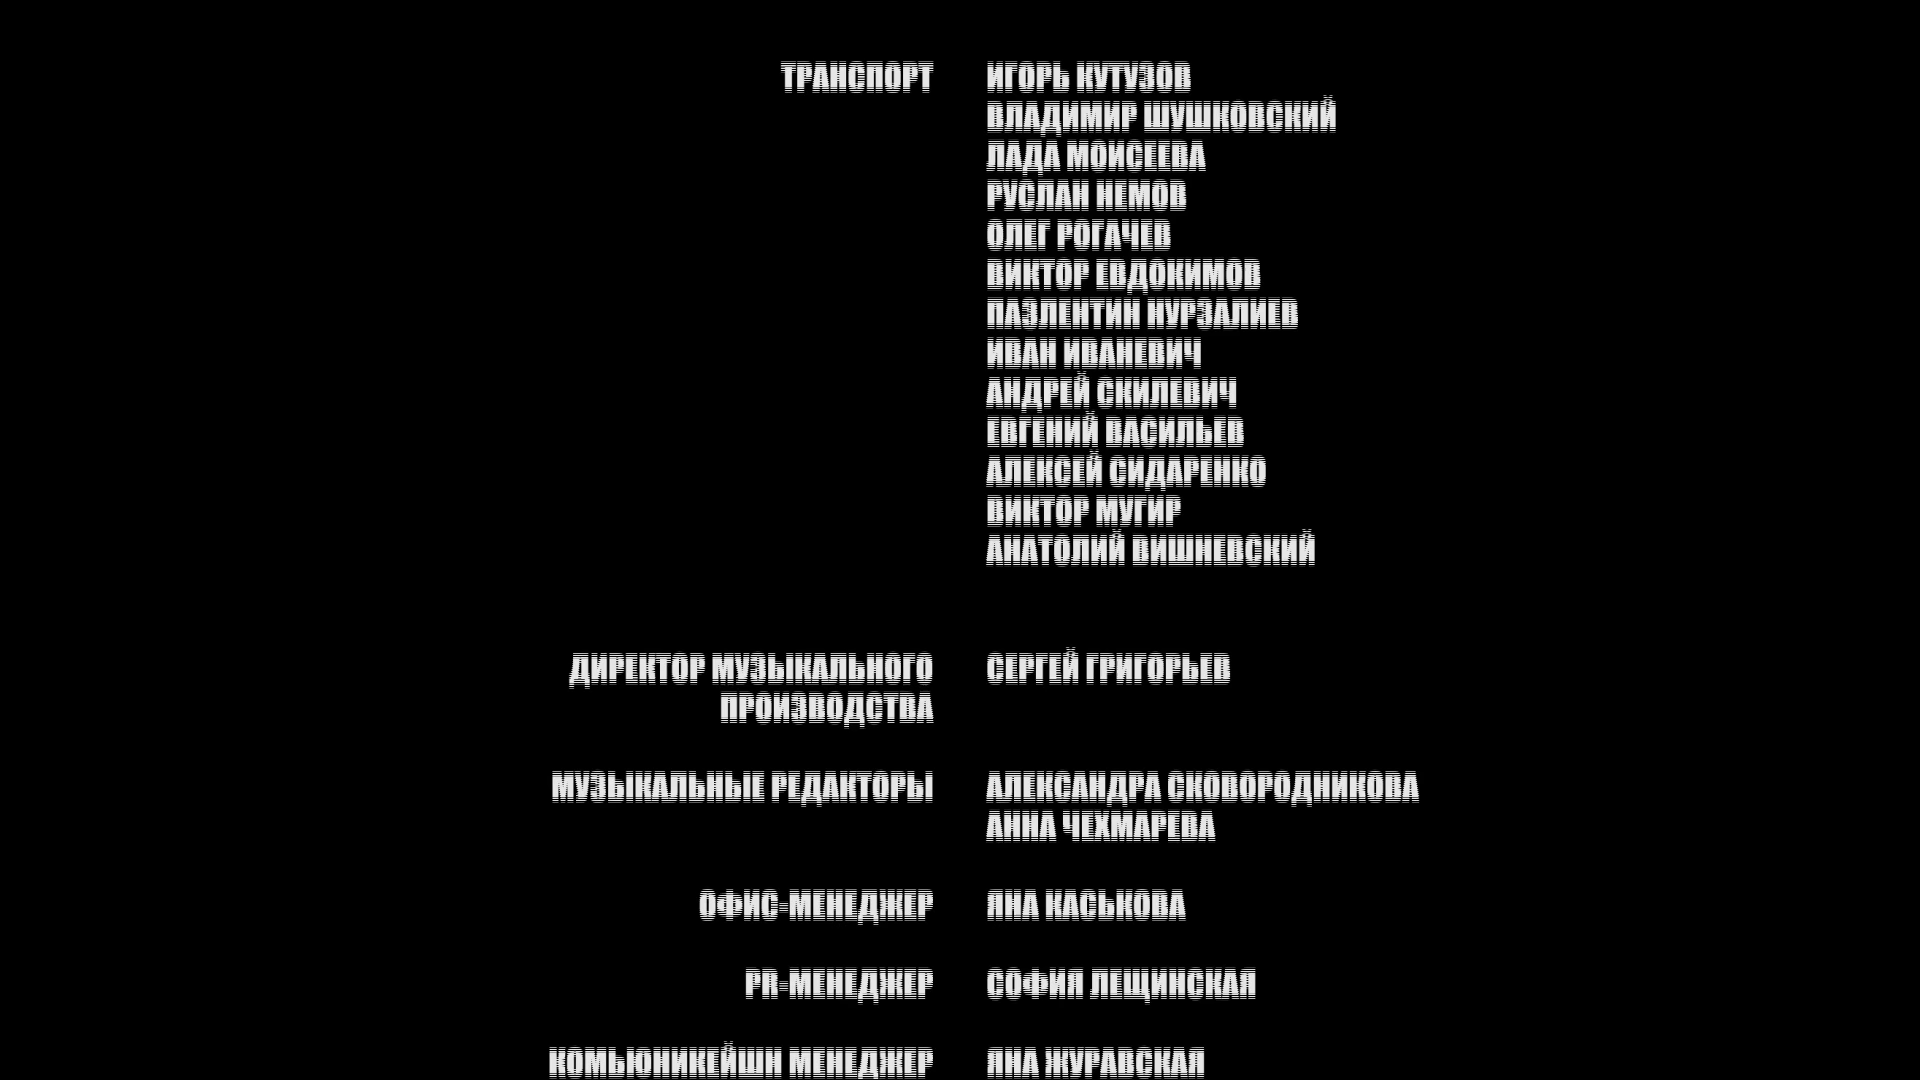 ТРАНСПОРТ ИГОРЬ КУТУЗОВ
ВЛАДИМИР ШУШКОВСКИЙ
ЛАДА МОИСЕЕВА
РУСЛАН НЕМОВ
ОЛЕГ РОГАЧЕВ
ВИКТОР ЕВДОКИМОВ
ПАЗЛЕНТИН НУРЗАЛИЕВ
ИВАН ИВАНЕВИЧ
АНДРЕЙ СКИЛЕВИЧ
ЕВГЕНИЙ ВАСИЛЬЕВ
АЛЕКСЕЙ СИДАРЕНКО
ВИКТОР МУГИР
АНАТОЛИЙ ВИШНЕВСКИЙ
ДИРЕКТОР МУЗЫКАЛЬНОГО СЕРГЕЙ ГРИГОРЬЕВ
ПРОИЗВОДСТВА
МУЗЫКАЛЬНЫЕ РЕДАКТОРЫ АЛЕКСАНДРА СКОВОРОДНИКОВА
АННА ЧЕХМАРЕВА
ОФИС-МЕНЕДЖЕР ЯНА КАСЬКОВА
PR-МЕНЕДЖЕР СОФИЯ ЛЕЩИНСКАЯ
КОМЬЮНИКЕЙШН МЕНЕДЖЕР ЯНА ЖУРАВСКАЯ